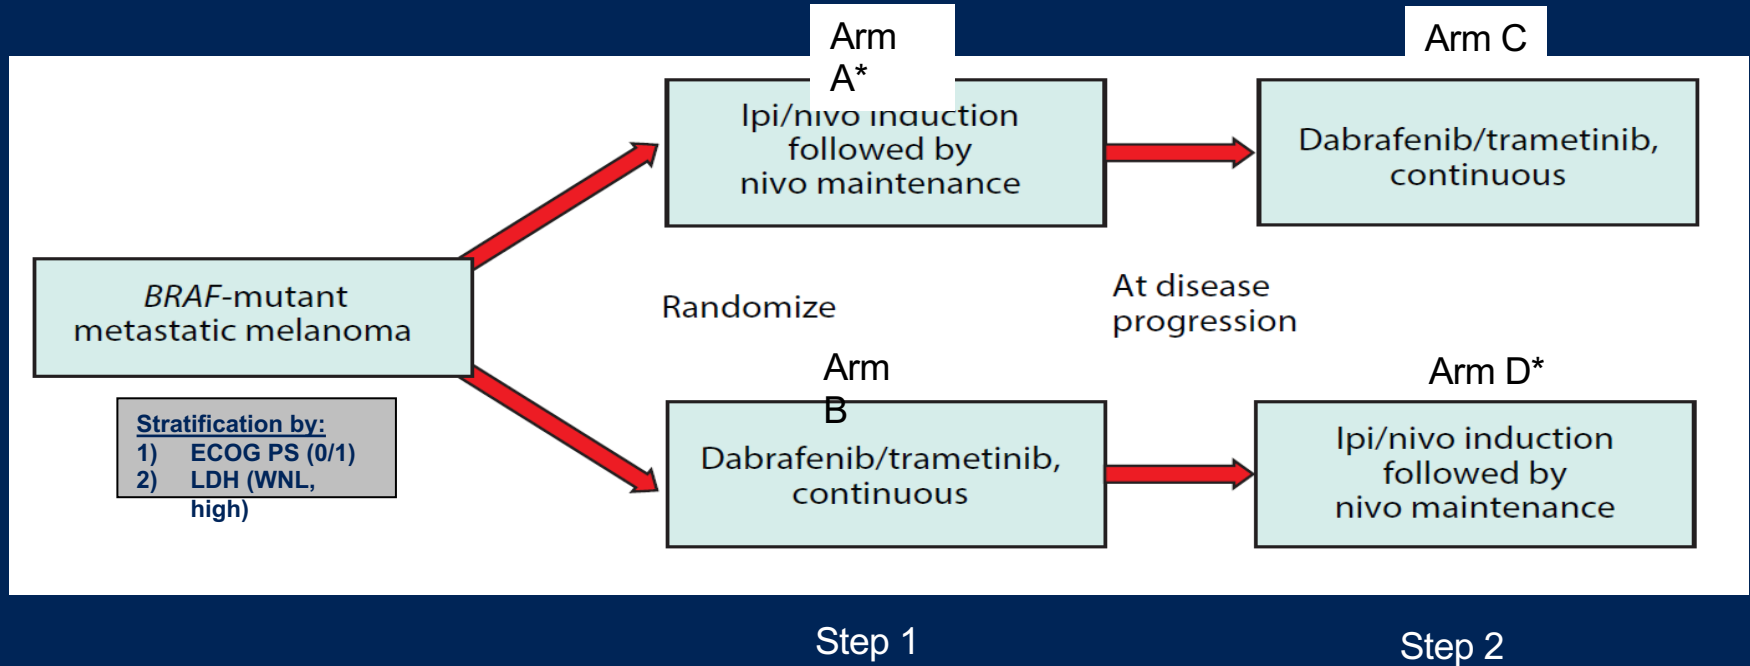 Arm
A*
Ipi/nivo induction
followed by
nivo maintenance
Arm C
Dabrafenib/trametinib,
continuous
BRAF-mutant
metastatic melanoma
Randomize
At disease
progression
Stratification by:
1) ECOG PS (0/1)
2) LDH (WNL,
high)
Arm
B
Dabrafenib/trametinib,
continuous
Arm D*
Ipi/nivo induction
followed by
nivo maintenance
Step 1
Step 2